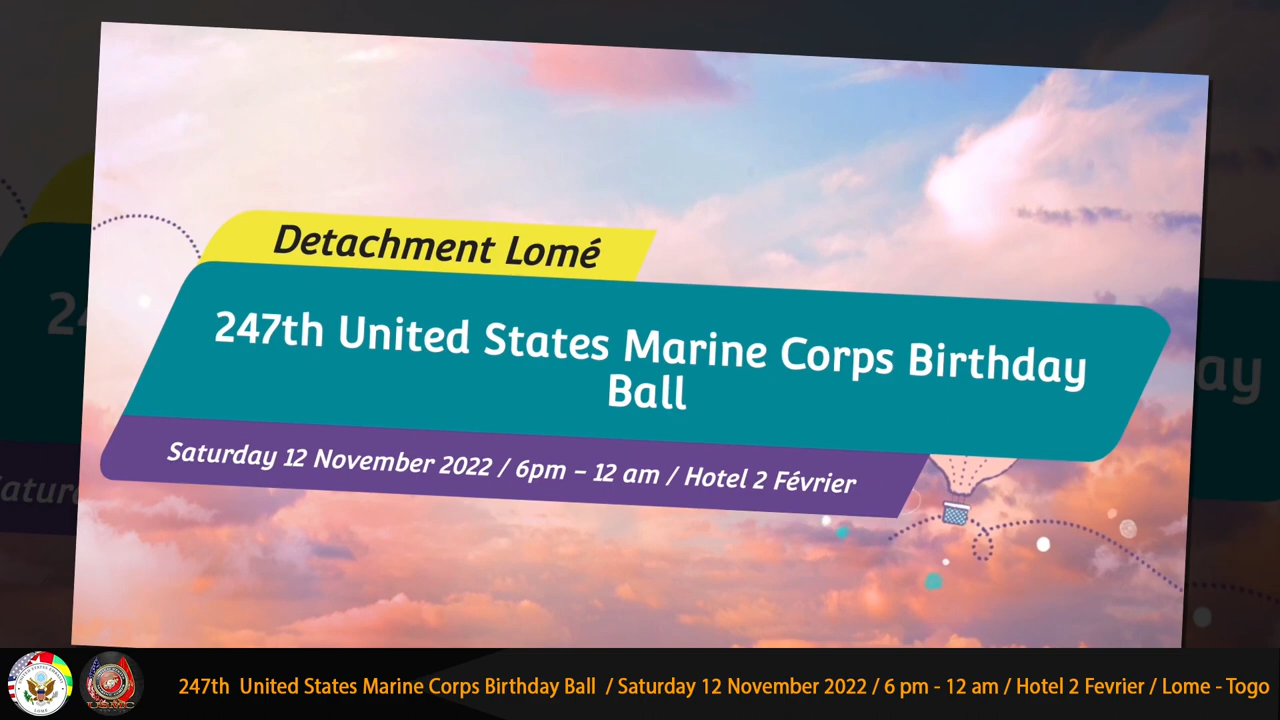 Detachment Lomé
247th United States Marine Corps Birthday
Ball
Saturday 12 November 2022 / 6pm – 12 am / Hotel 2 Février
247th United States Marine Corps Birthday Ball / Saturday 12 November 2022 / 6 pm - 12 am / Hotel 2 Fevrier / Lome - Togo